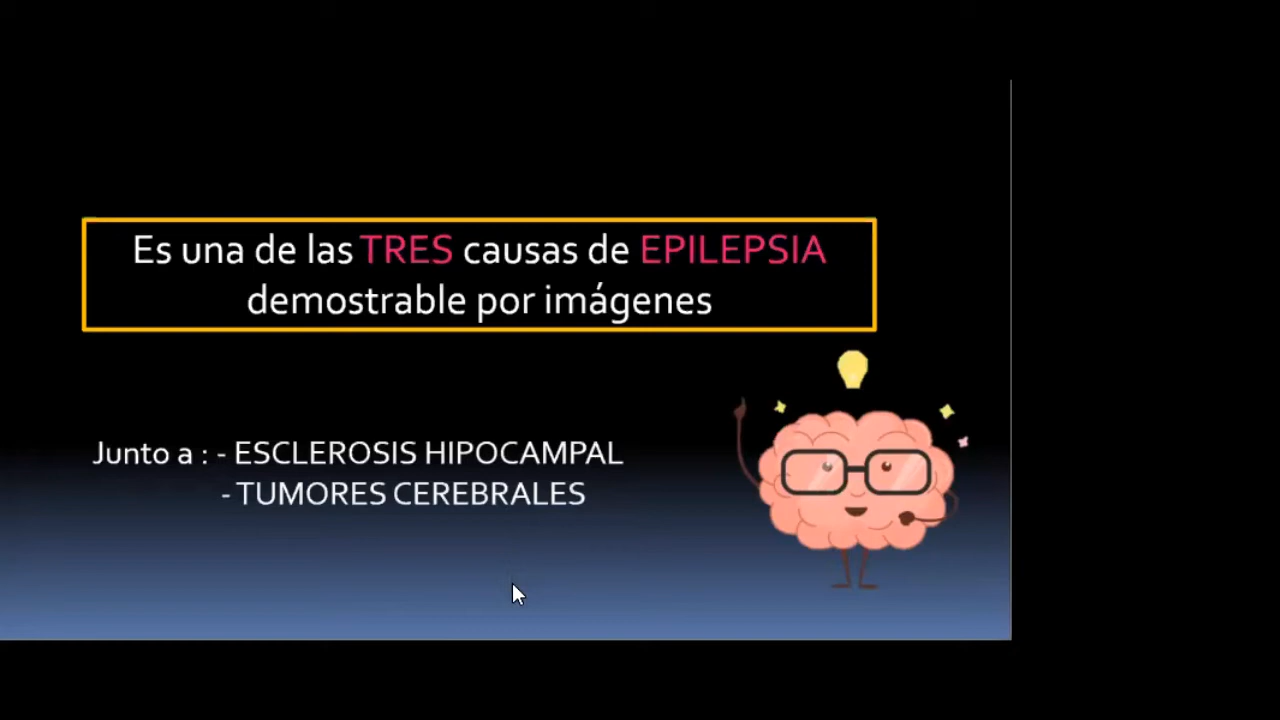 Es una de las TRES causas de EPILEPSIA
demostrable por imágenes
Junto a : - ESCLEROSIS HIPOCAMPAL
- TUMORES CEREBRALES